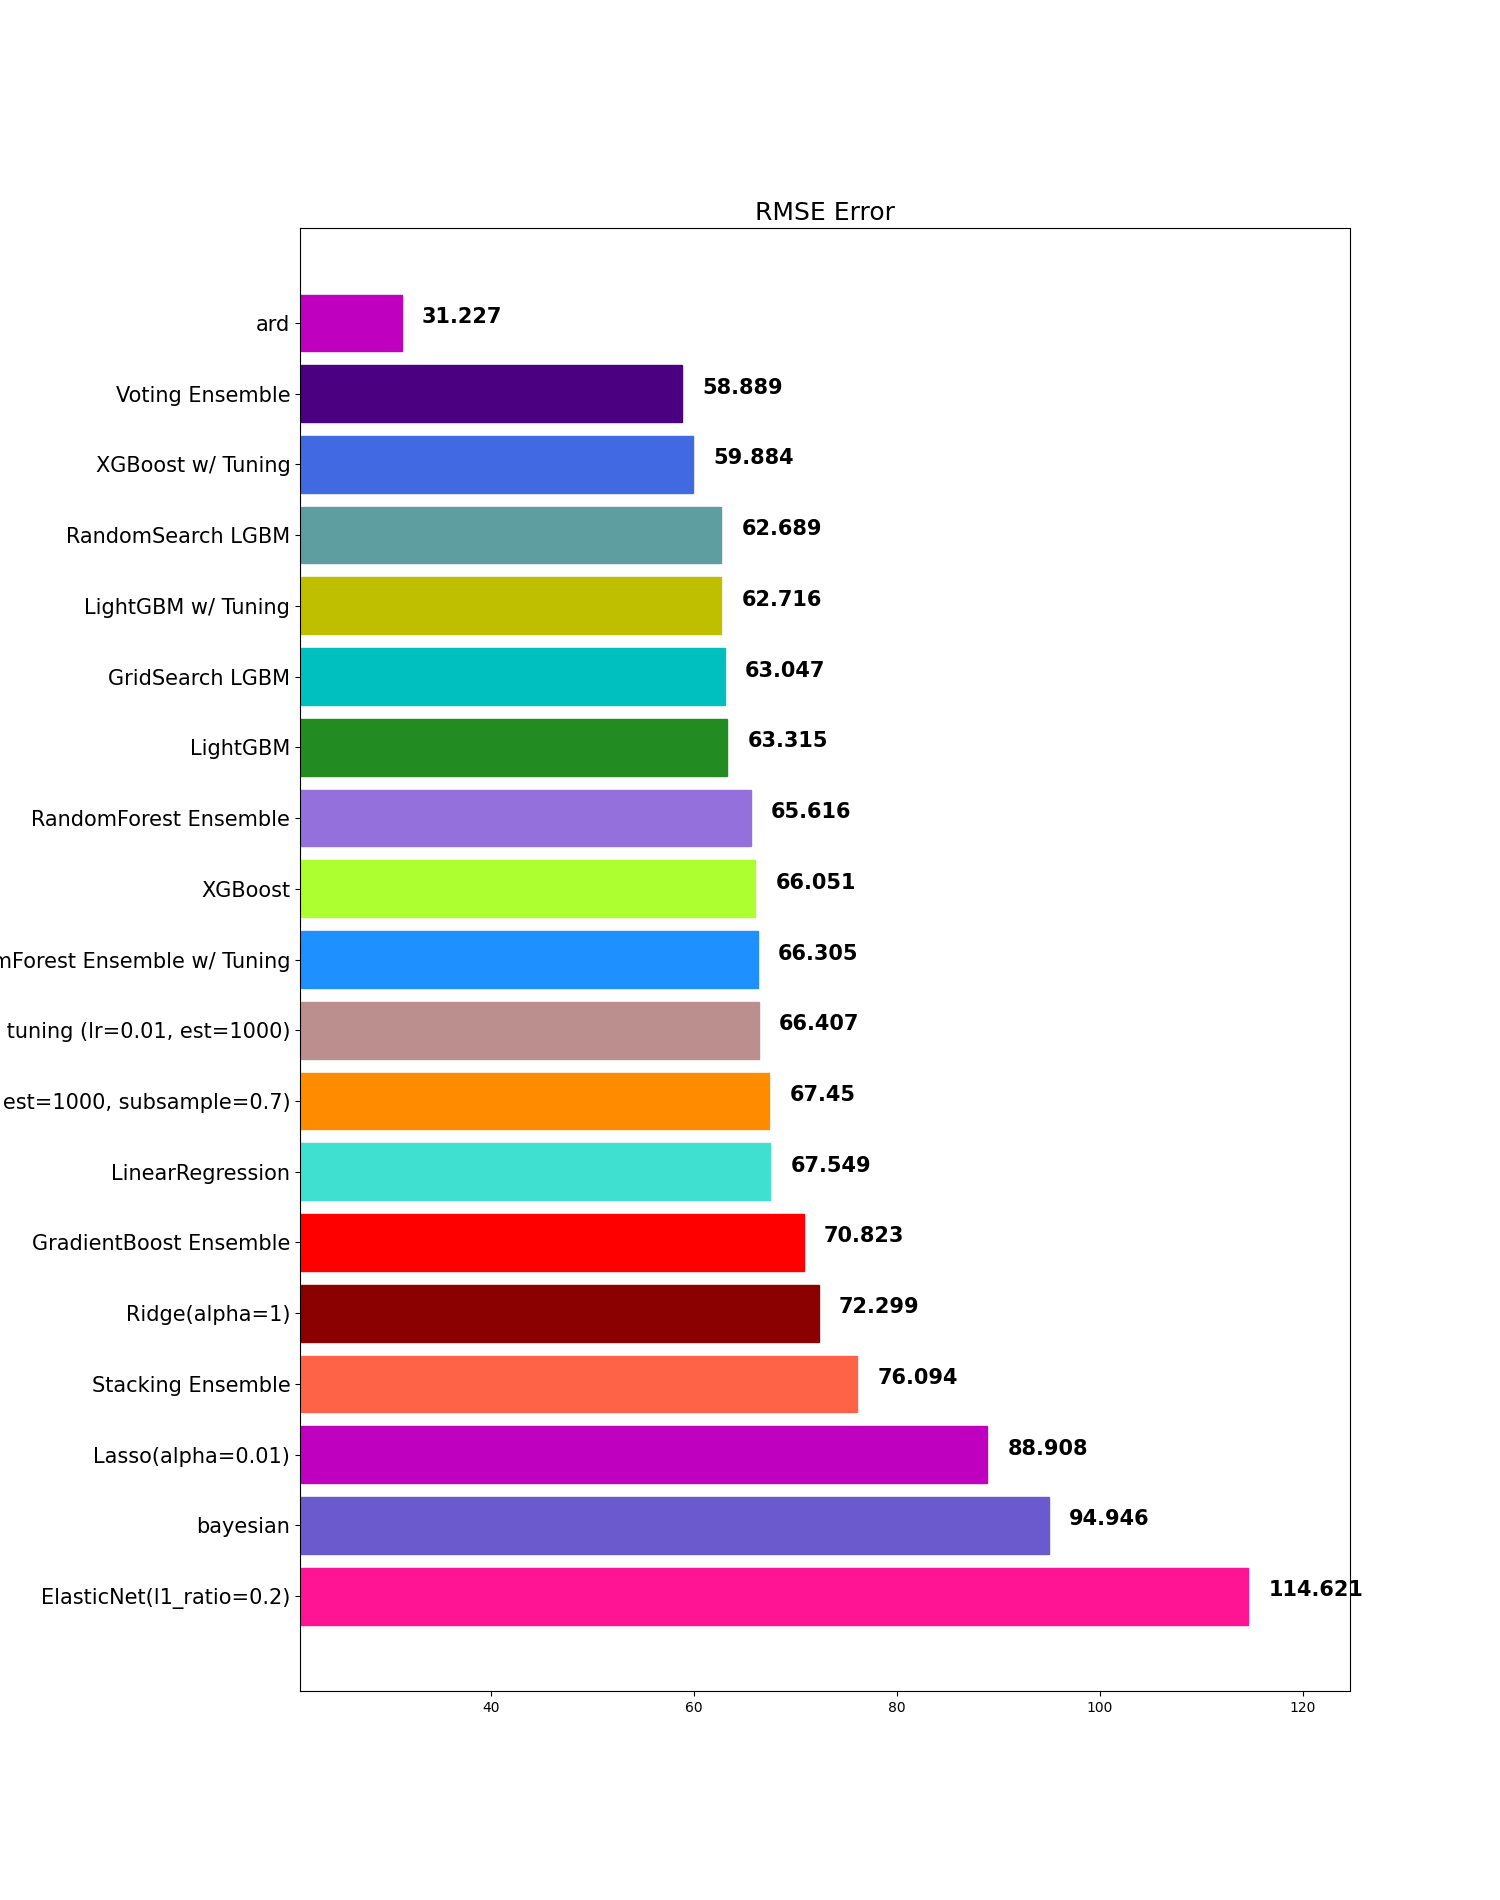 RMSE Error
ard 31.227
Voting Ensemble 58.889
XGBoost w/ Tuning 59.884
RandomSearch LGBM 62.689
LightGBM w/ Tuning 62.716
GridSearch LGBM 63.047
LightGBM 63.315
RandomForest Ensemble 65.616
XGBoost 66.051
mForest Ensemble w/ Tuning 66.305
tuning (lr=0.01, est=1000) 66.407
est=1000, subsample=0.7) 67.45
LinearRegression 67.549
GradientBoost Ensemble 70.823
Ridge(alpha=1) 72.299
Stacking Ensemble 76.094
Lasso(alpha=0.01) 88.908
bayesian 94.946
ElasticNet(l1_ratio=0.2) 114.621
40 60 80 100 120